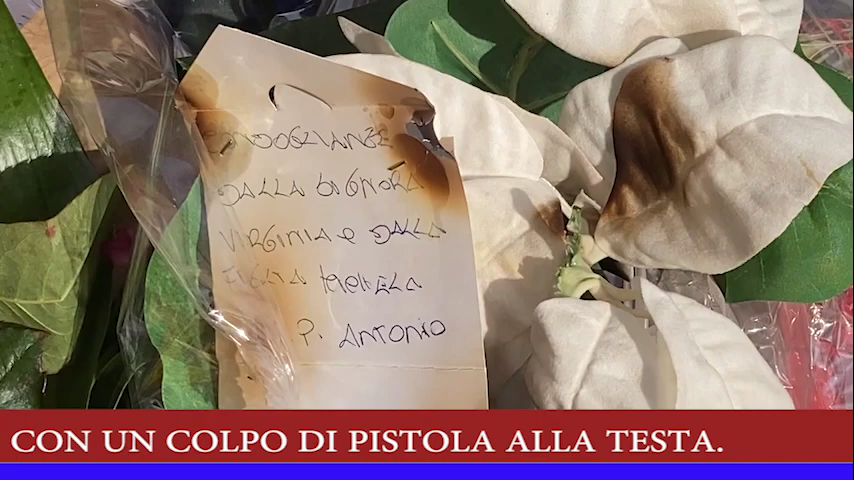 CONDOGLIANZE
DALLA SIGNORA
VIRGINIA e DALLA
FIGLIA
P. ANTONIO
CON UN COLPO DI PISTOLA ALLA TESTA.